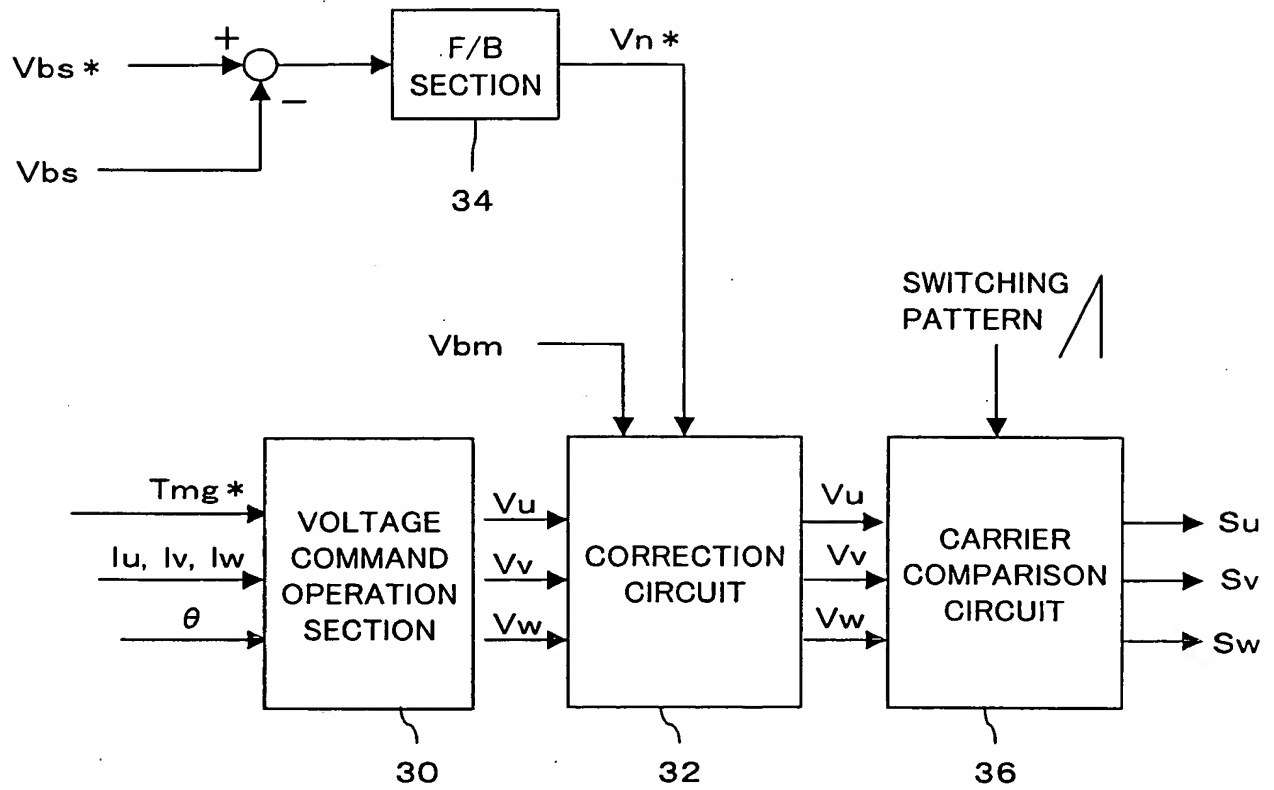 +
Vbs*
−
Vbs
F/B
SECTION
34
Vn*
SWITCHING
PATTERN
Vbm
Tmg*
Iu, Iv, Iw
θ
VOLTAGE
COMMAND
OPERATION
SECTION
30
Vu
Vv
Vw
CORRECTION
CIRCUIT
32
Vu
Vv
Vw
CARRIER
COMPARISON
CIRCUIT
36
Su
Sv
Sw